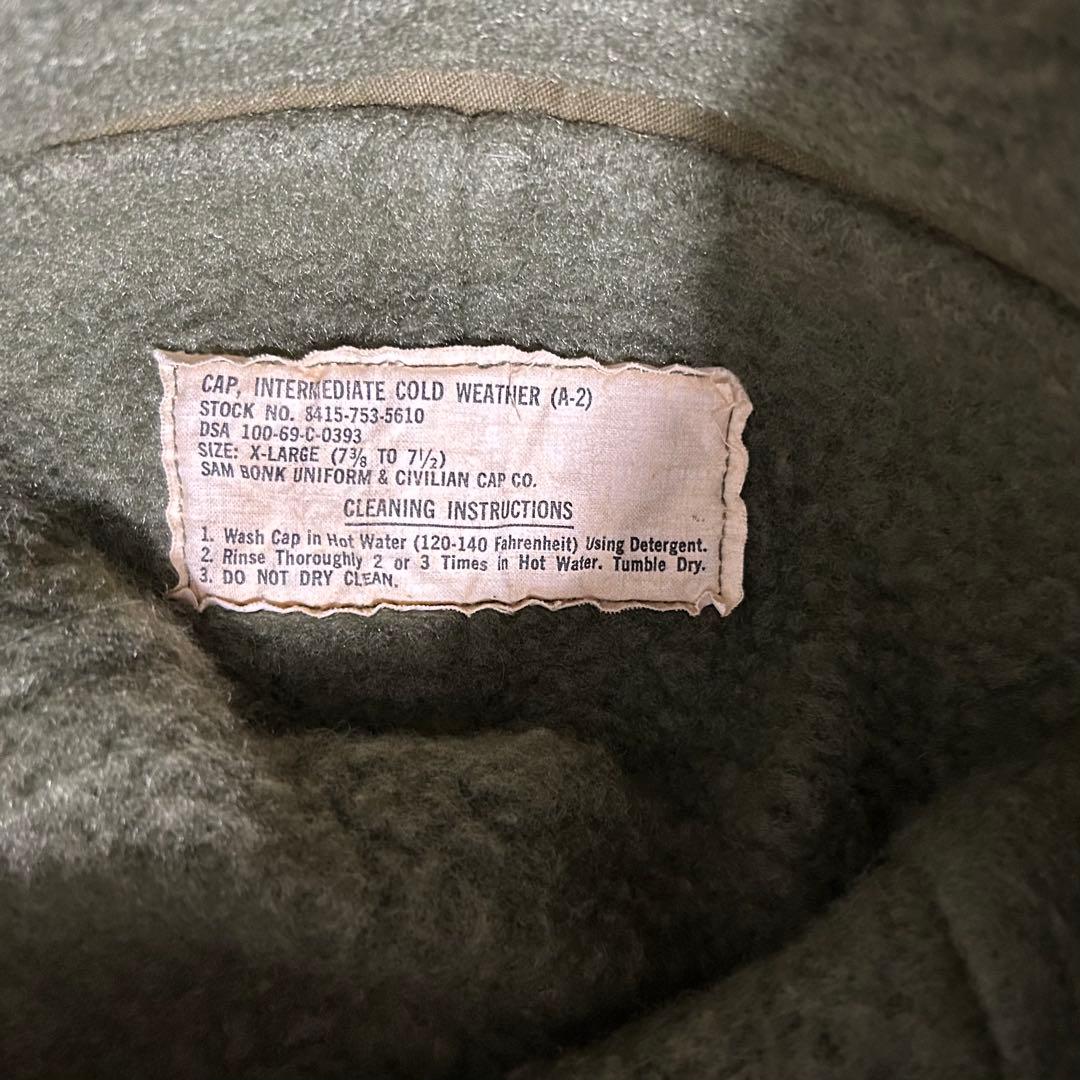 CAP, INTERMEDIATE COLD WEATHER (A-2)
STOCK NO. 8415-753-5610
DSA 100-69-C-0393
SIZE: X-LARGE (7⅜ TO 7½)
SAM BONK UNIFORM & CIVILIAN CAP CO.
CLEANING INSTRUCTIONS
1. Wash Cap in Hot Water (120-140 Fahrenheit) Using Detergent.
2. Rinse Thoroughly 2 or 3 Times in Hot Water. Tumble Dry.
3. DO NOT DRY CLEAN.